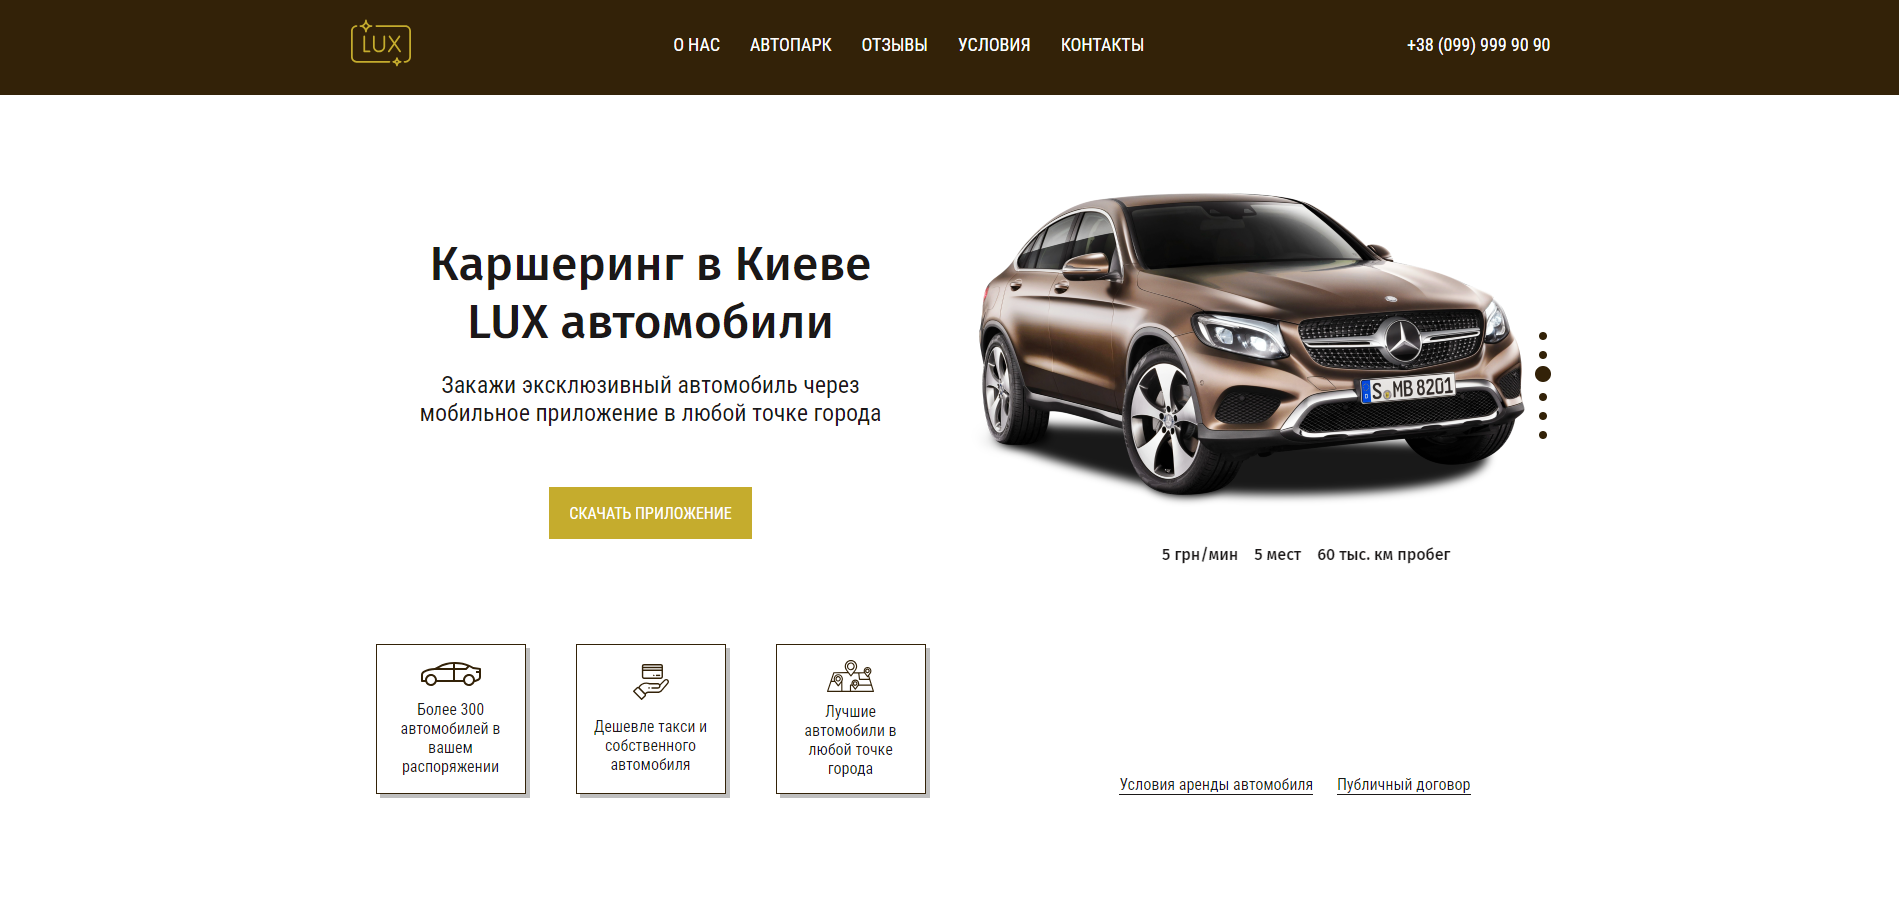 LUX
О НАС
АВТОПАРК
ОТЗЫВЫ
УСЛОВИЯ
КОНТАКТЫ
+38 (099) 999 90 90
Каршеринг в Киеве
LUX автомобили
Закажи эксклюзивный автомобиль через
мобильное приложение в любой точке города
СКАЧАТЬ ПРИЛОЖЕНИЕ
S MB 8201
5 грн/мин
5 мест
60 тыс. км пробег
Более 300
автомобилей в
вашем
распоряжении
Дешевле такси и
собственного
автомобиля
Лучшие
автомобили в
любой точке
города
Условия аренды автомобиля
Публичный договор